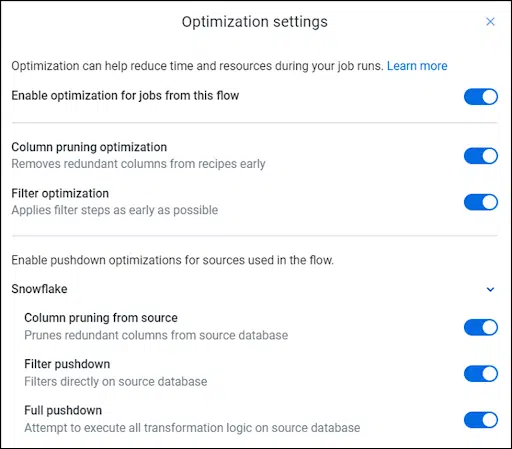 Optimization settings
Optimization can help reduce time and resources during your job runs. Learn more
Enable optimization for jobs from this flow
Column pruning optimization
Removes redundant columns from recipes early
Filter optimization
Applies filter steps as early as possible
Enable pushdown optimizations for sources used in the flow.
Snowflake
Column pruning from source
Prunes redundant columns from source database
Filter pushdown
Filters directly on source database
Full pushdown
Attempt to execute all transformation logic on source database